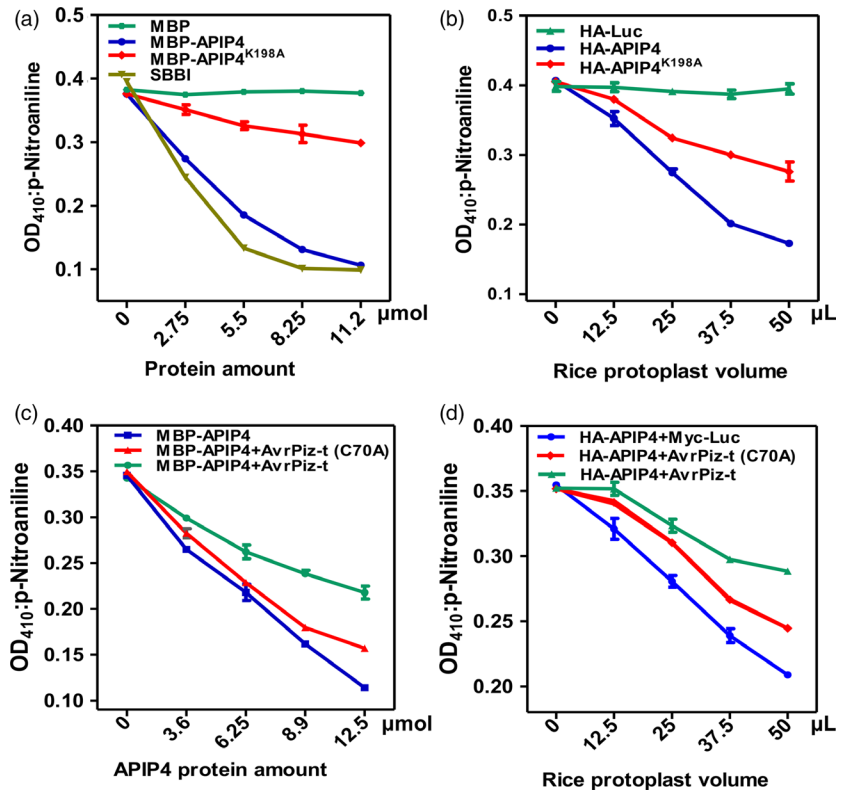 (a)
MBP
MBP-APIP4
MBP-APIP4K198A
SBBI
OD410:p-Nitroaniline
0.5
0.4
0.3
0.2
0.1
0 2.75 5.5 8.25 11.2 µmol
Protein amount
(b)
HA-Luc
HA-APIP4
HA-APIP4K198A
OD410:p-Nitroaniline
0.5
0.4
0.3
0.2
0.1
0 12.5 25 37.5 50 µL
Rice protoplast volume
(c)
MBP-APIP4
MBP-APIP4+AvrPiz-t (C70A)
MBP-APIP4+AvrPiz-t
OD410:p-Nitroaniline
0.40
0.35
0.30
0.25
0.20
0.15
0.10
0 3.6 6.25 8.9 12.5 µmol
APIP4 protein amount
(d)
HA-APIP4+Myc-Luc
HA-APIP4+AvrPiz-t (C70A)
HA-APIP4+AvrPiz-t
OD410:p-Nitroaniline
0.40
0.35
0.30
0.25
0.20
0 12.5 25 37.5 50 µL
Rice protoplast volume